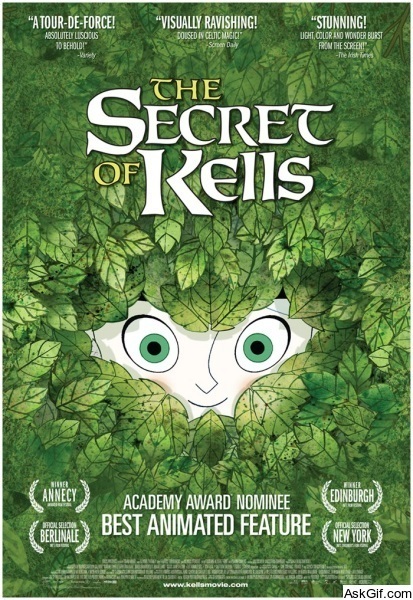 "A TOUR-DE-FORCE!
ABSOLUTELY LUSCIOUS
TO BEHOLD!"
–Variety
"VISUALLY RAVISHING!
DOUSED IN CELTIC MAGIC!"
–Screen Daily
"STUNNING!
LIGHT, COLOR AND WONDER BURST
FROM THE SCREEN!"
–The Irish Times
THE
SECRET
OF KELLS
WINNER
ANNECY
WINNER
EDINBURGH
OFFICIAL SELECTION
BERLINALE
OFFICIAL SELECTION
NEW YORK
ACADEMY AWARD NOMINEE
BEST ANIMATED FEATURE
www.kellsmovie.com
AskGif.com